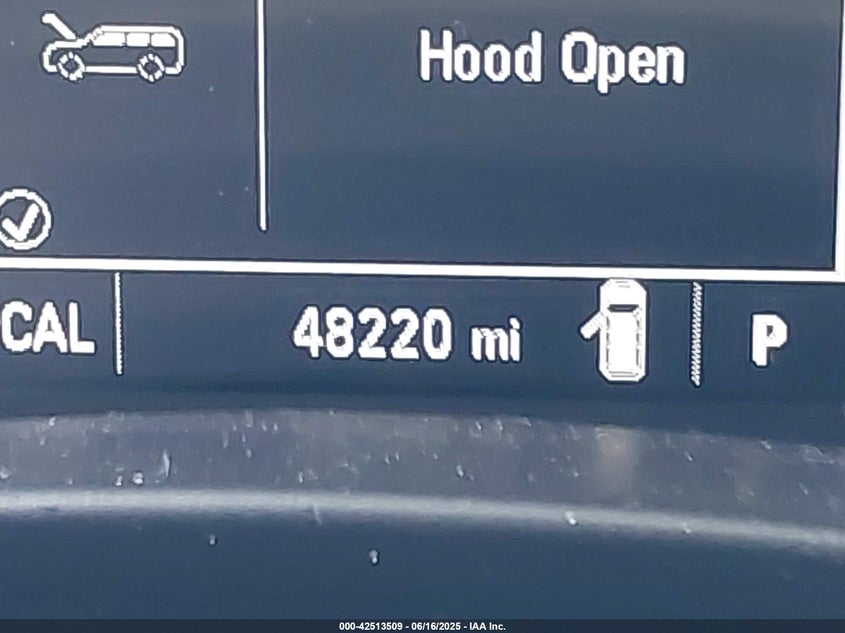 Hood Open
CAL
48220 mi
P
000-42513509 - 06/16/2025 - IAA Inc.